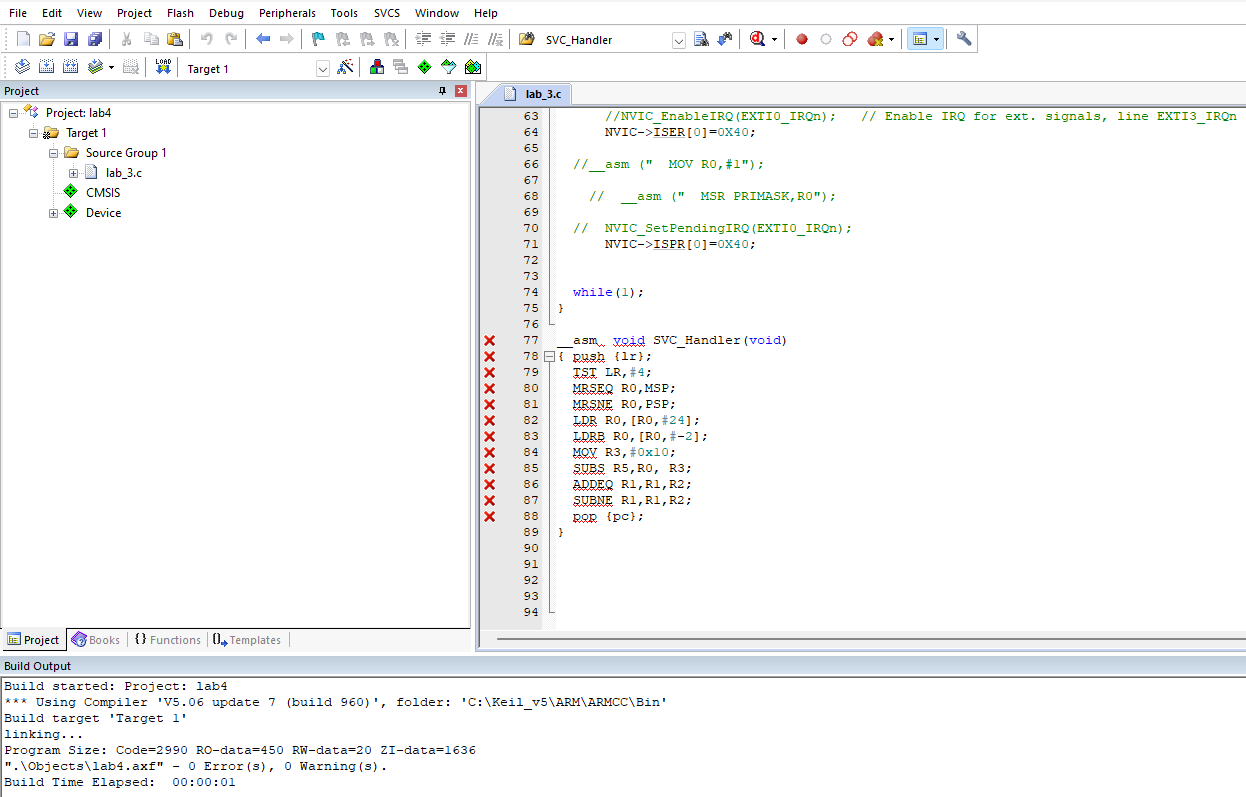 File Edit View Project Flash Debug Peripherals Tools SVCS Window Help
SVC_Handler
LOAD Target 1
Project
Project: lab4
Target 1
Source Group 1
lab_3.c
CMSIS
Device
Project Books {} Functions Templates
lab_3.c
63 //NVIC_EnableIRQ(EXTI0_IRQn); // Enable IRQ for ext. signals, line EXTI3_IRQn
64 NVIC->ISER[0]=0X40;
65
66 //__asm (" MOV R0,#1");
67
68 // __asm (" MSR PRIMASK,R0");
69
70 // NVIC_SetPendingIRQ(EXTI0_IRQn);
71 NVIC->ISPR[0]=0X40;
72
73
74 while(1);
75 }
76
77 __asm void SVC_Handler(void)
78 { push {lr};
79 TST LR,#4;
80 MRSEQ R0,MSP;
81 MRSNE R0,PSP;
82 LDR R0,[R0,#24];
83 LDRB R0,[R0,#-2];
84 MOV R3,#0x10;
85 SUBS R5,R0, R3;
86 ADDEQ R1,R1,R2;
87 SUBNE R1,R1,R2;
88 pop {pc};
89 }
90
91
92
93
94
Build Output
Build started: Project: lab4
*** Using Compiler 'V5.06 update 7 (build 960)', folder: 'C:\Keil_v5\ARM\ARMCC\Bin'
Build target 'Target 1'
linking...
Program Size: Code=2990 RO-data=450 RW-data=20 ZI-data=1636
".\Objects\lab4.axf" - 0 Error(s), 0 Warning(s).
Build Time Elapsed: 00:00:01